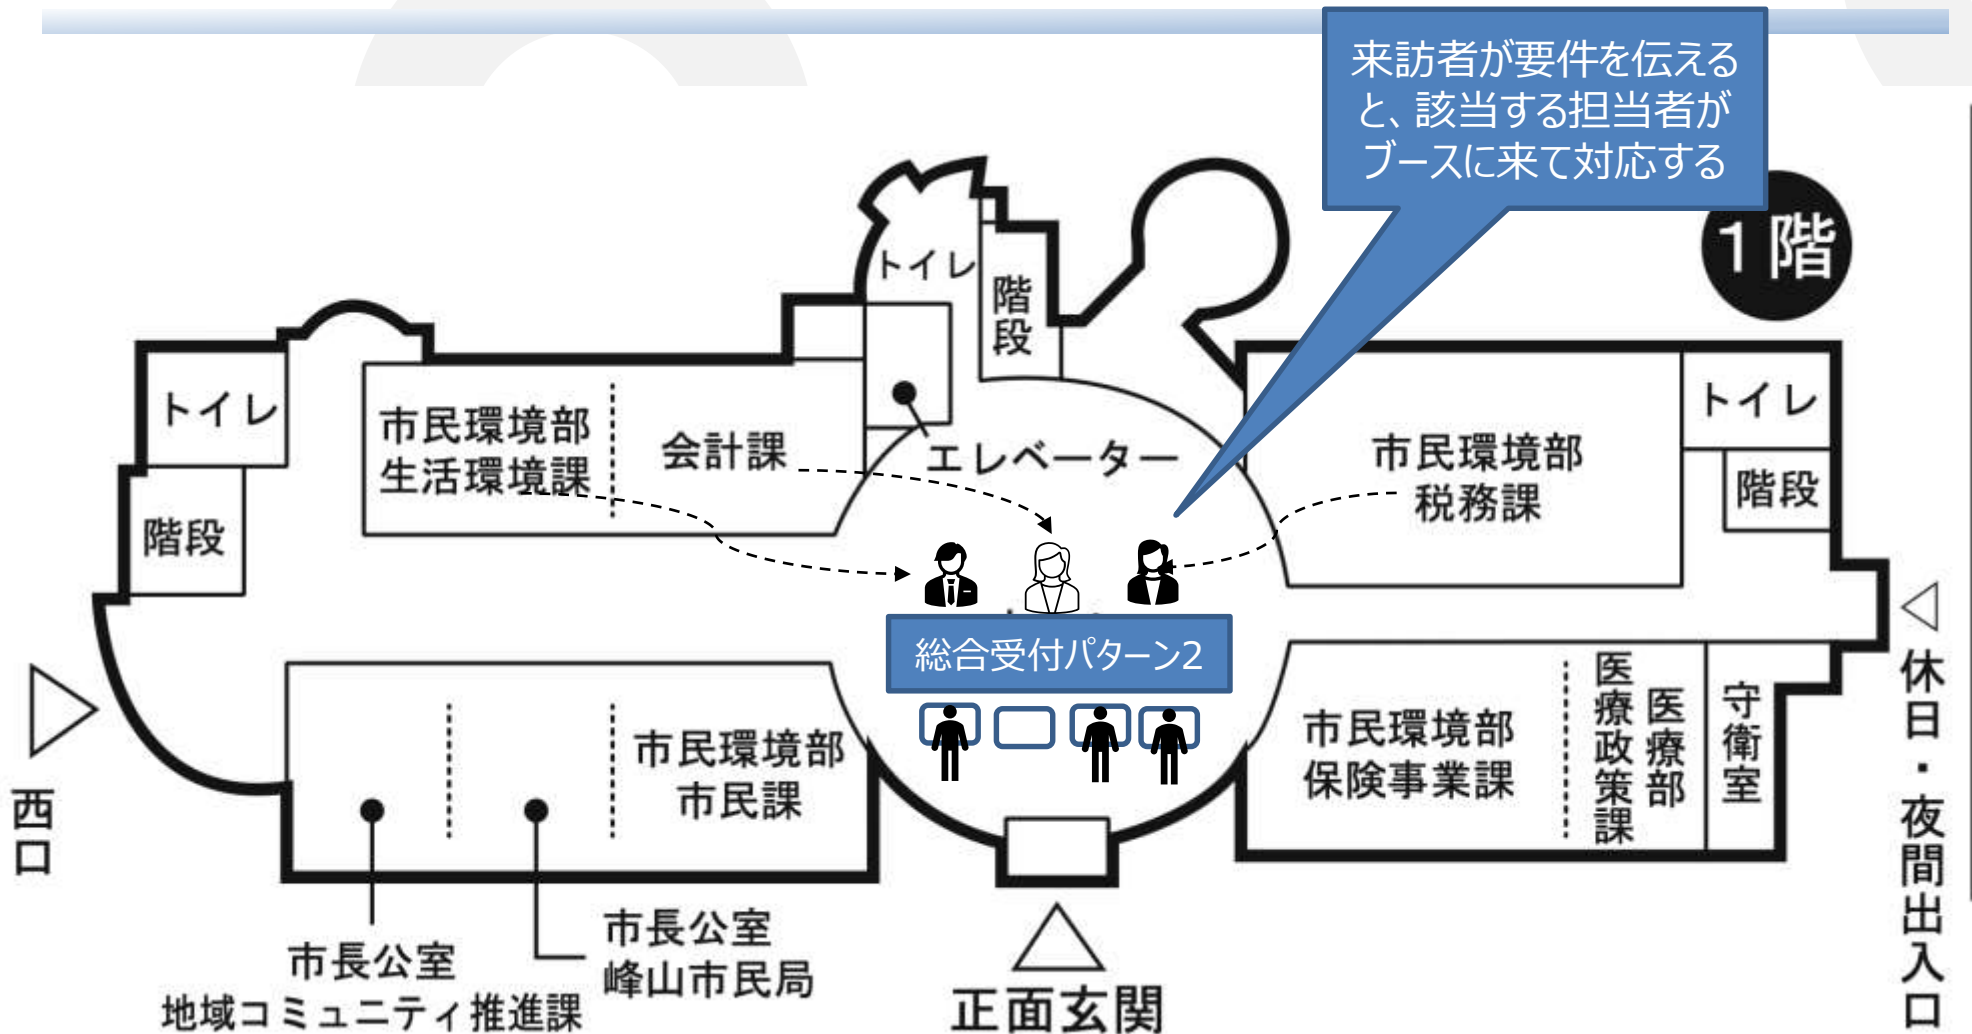 来訪者が要件を伝える
と、該当する担当者が
ブースに来て対応する
1階
トイレ
階段
トイレ
階段
市民環境部
生活環境課
会計課
エレベーター
市民環境部
税務課
トイレ
階段
総合受付パターン2
市民環境部
市民課
市民環境部
保険事業課
医療部
医療政策課
守衛室
西口
休日・夜間出入口
市長公室
地域コミュニティ推進課
市長公室
峰山市民局
正面玄関